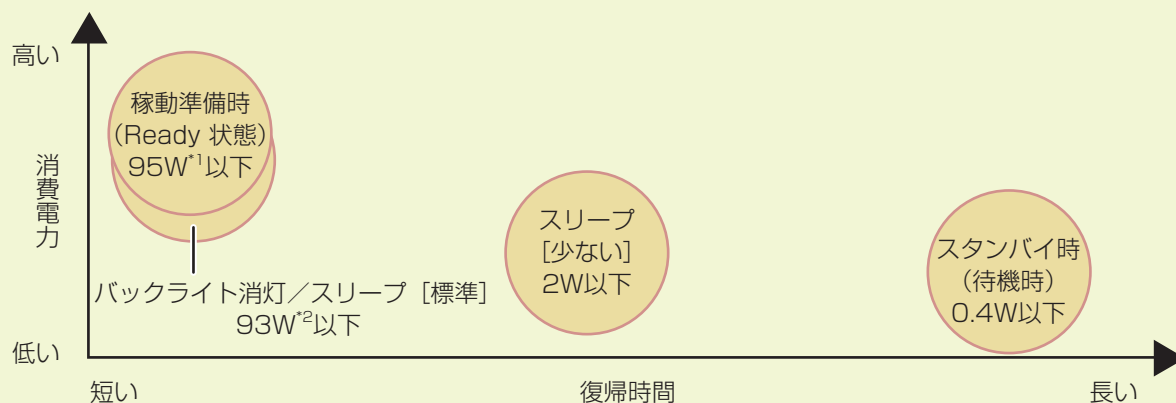 高い
消費電力
低い
稼動準備時
(Ready 状態)
95W*1以下
バックライト消灯／スリープ［標準］
93W*2以下
スリープ
[少ない]
2W以下
スタンバイ時
(待機時)
0.4W以下
短い
復帰時間
長い